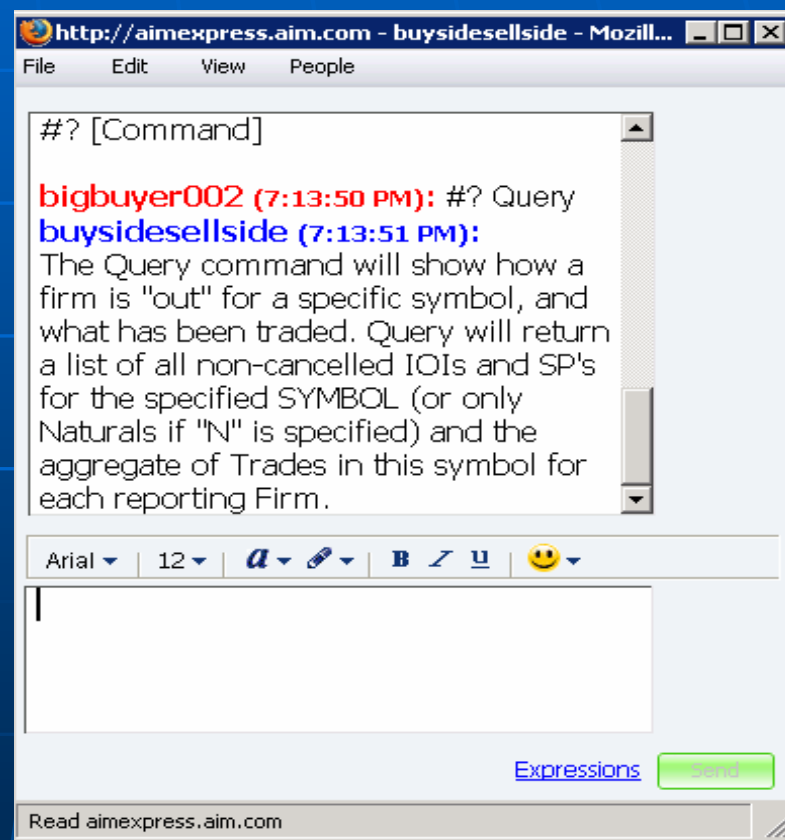 http://aimexpress.aim.com - buysidesellside - Mozill...
File Edit View People
#? [Command]
bigbuyer002 (7:13:50 PM): #? Query
buysidesellside (7:13:51 PM):
The Query command will show how a
firm is "out" for a specific symbol, and
what has been traded. Query will return
a list of all non-cancelled IOIs and SP's
for the specified SYMBOL (or only
Naturals if "N" is specified) and the
aggregate of Trades in this symbol for
each reporting Firm.
Arial | 12 | a | B I U |
Expressions Send
Read aimexpress.aim.com